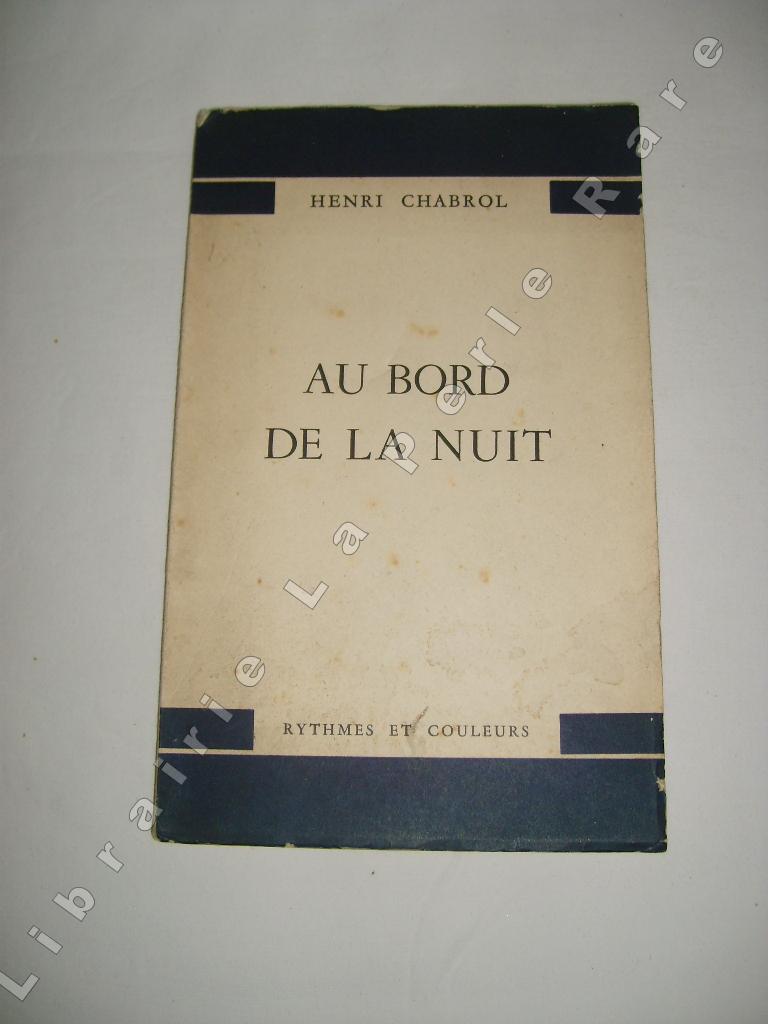 HENRI CHABROL
AU BORD
DE LA NUIT
RYTHMES ET COULEURS
Librairie La Perle Rare